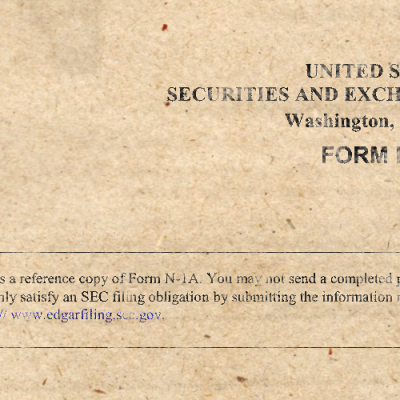 UNITED S
SECURITIES AND EXCH
Washington,
FORM
s a reference copy of Form N-1A. You may not send a completed p
nly satisfy an SEC filing obligation by submitting the information
// www.edgarfiling.sec.gov.